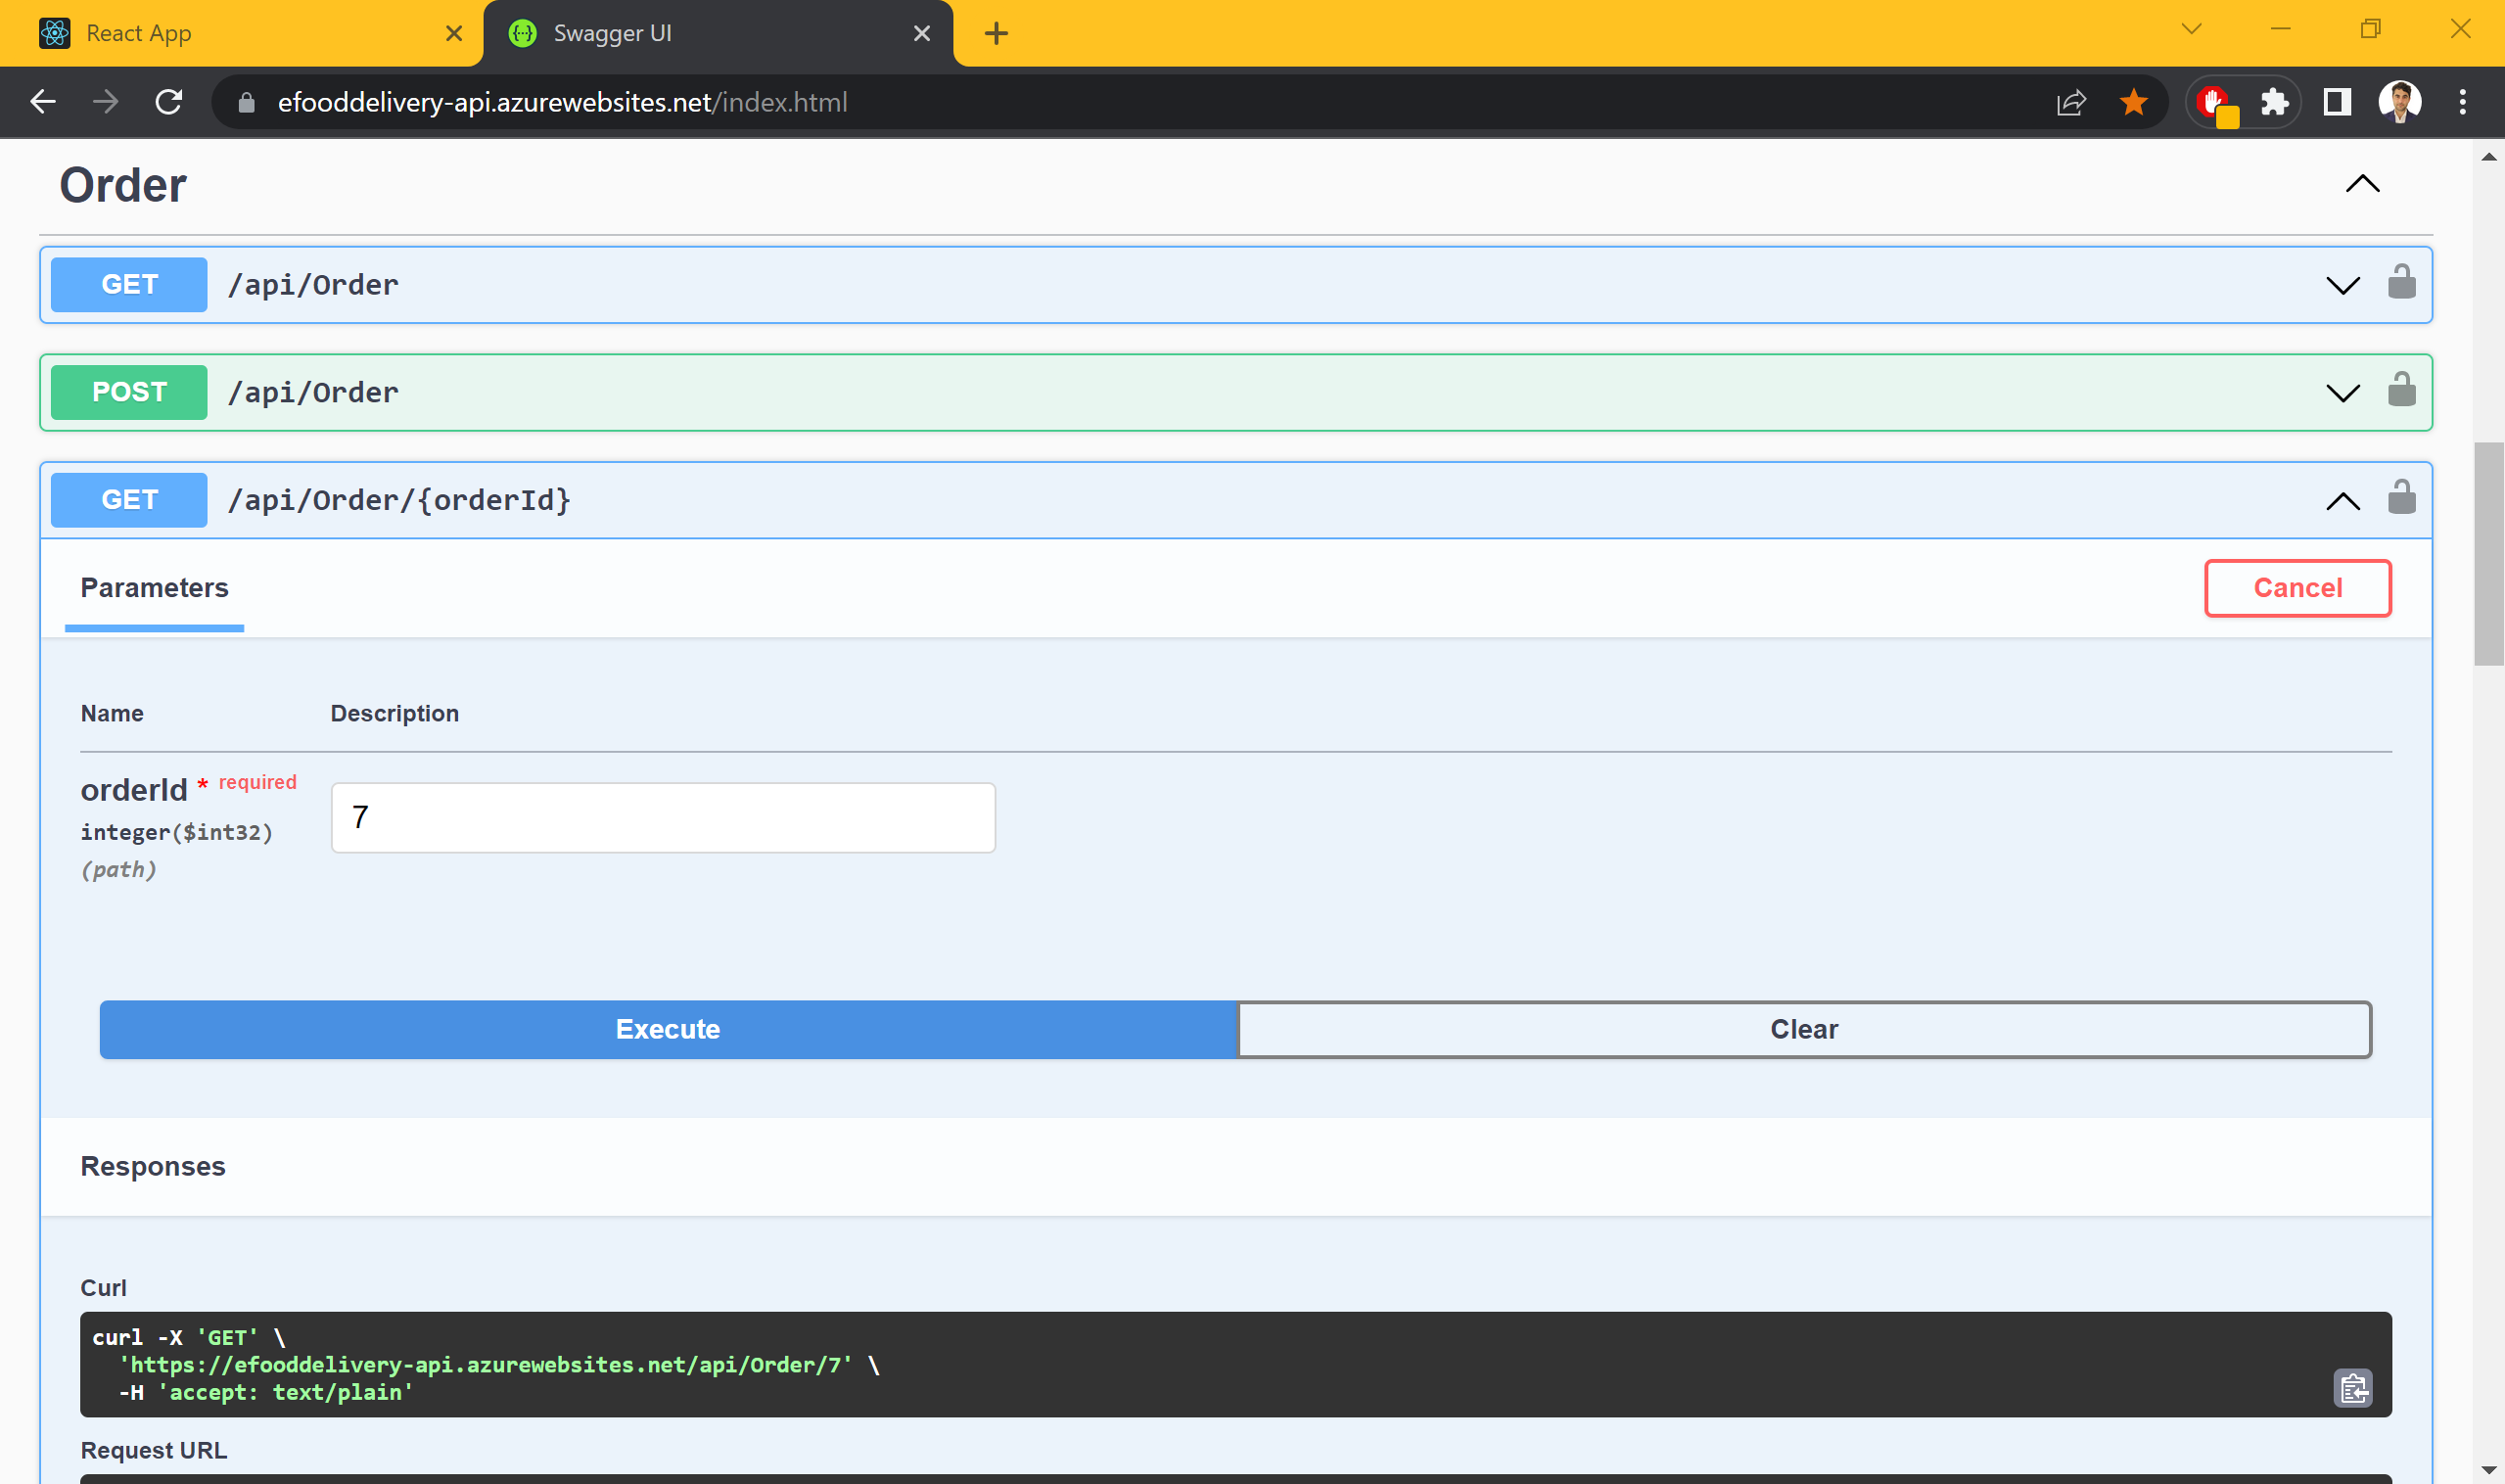 React App
Swagger UI
efooddelivery-api.azurewebsites.net/index.html
Order
GET /api/Order
POST /api/Order
GET /api/Order/{orderId}
Parameters
Cancel
Name Description
orderId * required
7
integer($int32)
(path)
Execute
Clear
Responses
Curl
curl -X 'GET' \
'https://efooddelivery-api.azurewebsites.net/api/Order/7' \
-H 'accept: text/plain'
Request URL